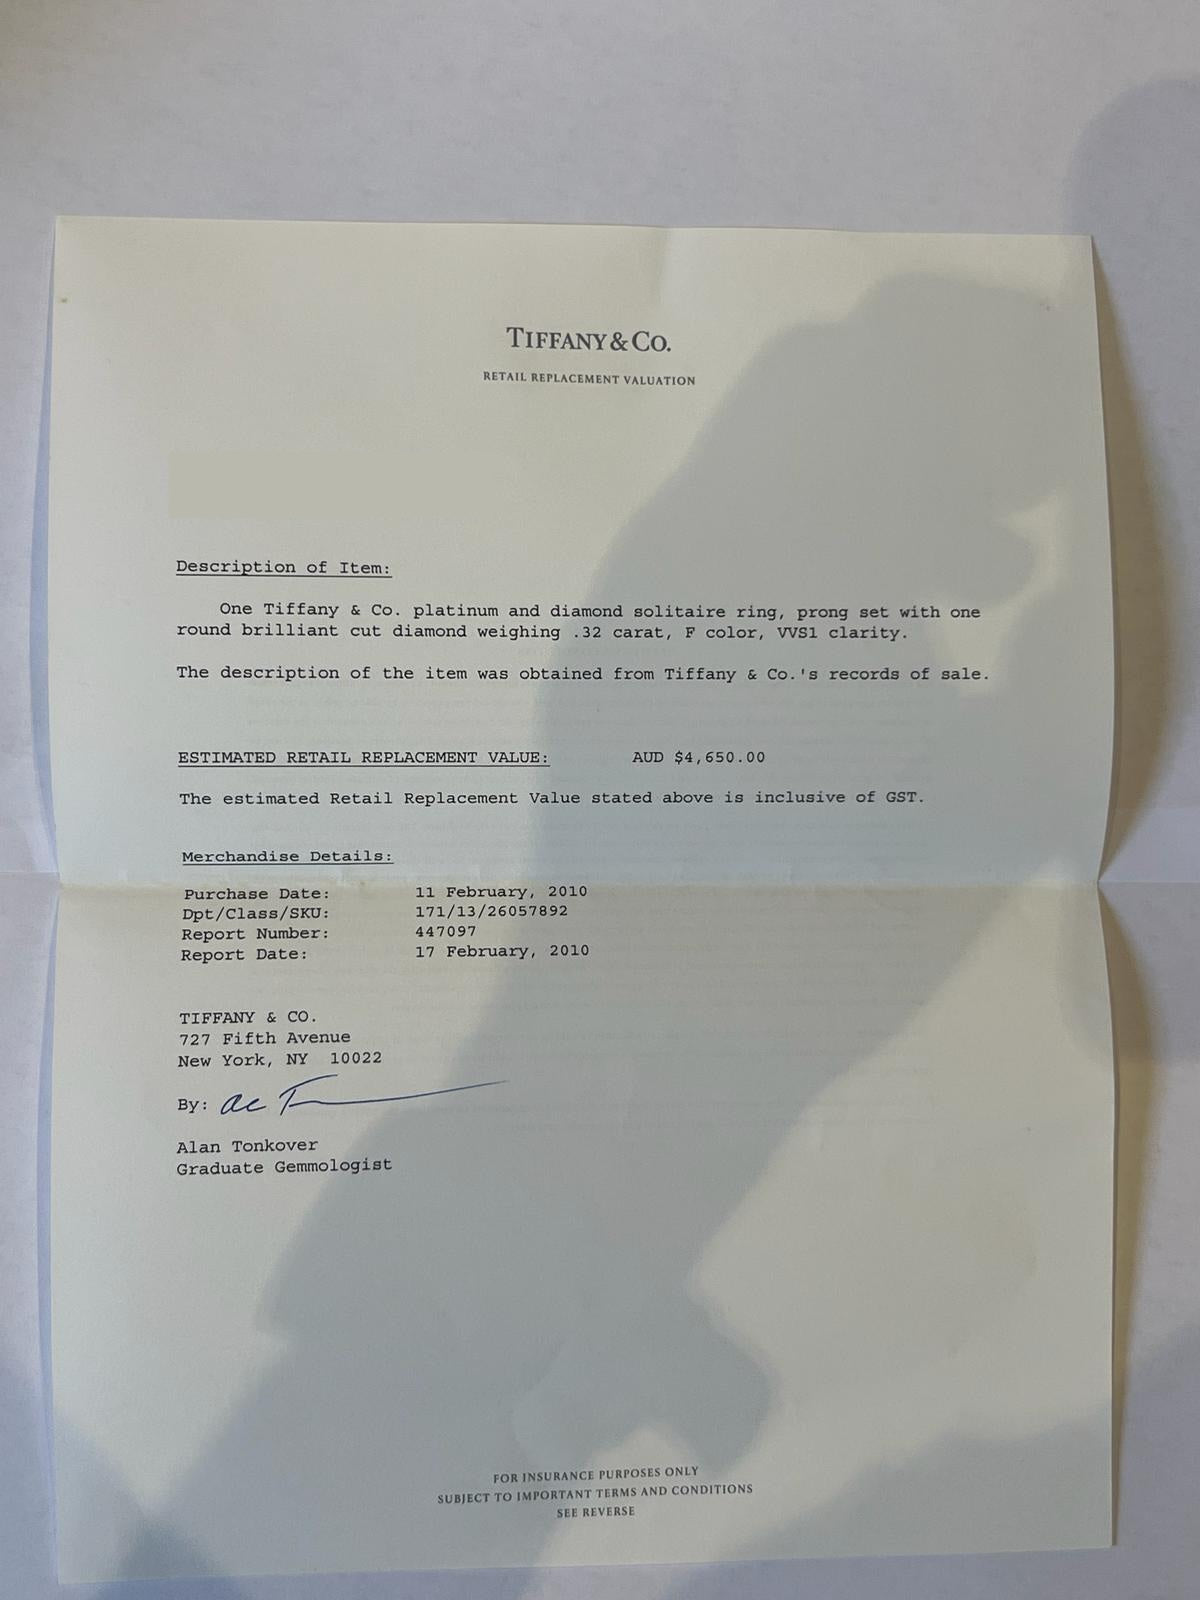 TIFFANY & CO.
RETAIL REPLACEMENT VALUATION
Description of Item:
One Tiffany & Co. platinum and diamond solitaire ring, prong set with one
round brilliant cut diamond weighing .32 carat, F color, VVS1 clarity.
The description of the item was obtained from Tiffany & Co.'s records of sale.
ESTIMATED RETAIL REPLACEMENT VALUE: AUD $4,650.00
The estimated Retail Replacement Value stated above is inclusive of GST.
Merchandise Details:
Purchase Date: 11 February, 2010
Dpt/Class/SKU: 171/13/26057892
Report Number: 447097
Report Date: 17 February, 2010
TIFFANY & CO.
727 Fifth Avenue
New York, NY 10022
By:
Alan Tonkover
Graduate Gemmologist
FOR INSURANCE PURPOSES ONLY
SUBJECT TO IMPORTANT TERMS AND CONDITIONS
SEE REVERSE